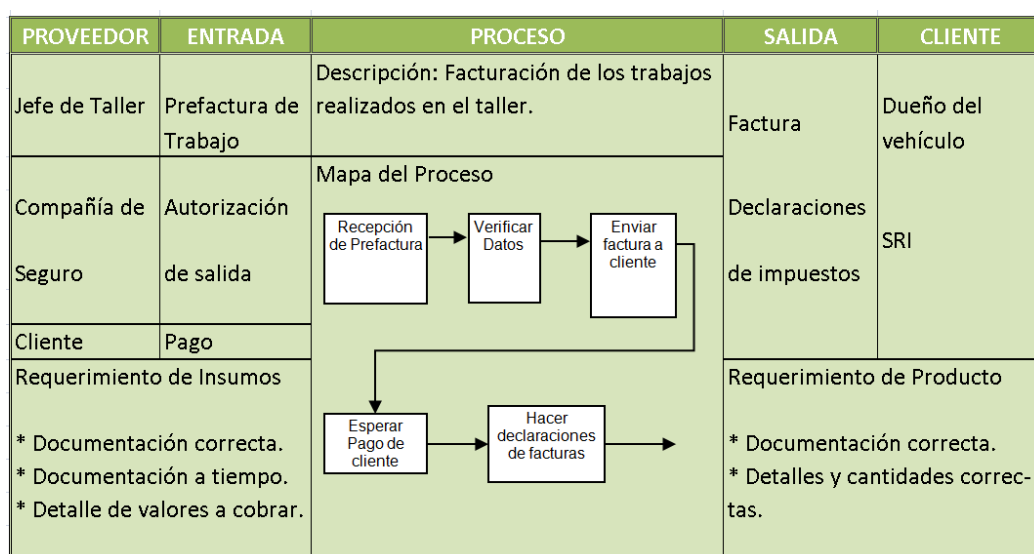 PROVEEDOR
ENTRADA
PROCESO
SALIDA
CLIENTE
Jefe de Taller
Prefactura de
Trabajo
Descripción: Facturación de los trabajos
realizados en el taller.
Factura
Dueño del
vehículo
Compañía de
Seguro
Autorización
de salida
Mapa del Proceso
Recepción
de Prefactura
Verificar
Datos
Enviar
factura a
cliente
Declaraciones
de impuestos
SRI
Cliente
Pago
Esperar
Pago de
cliente
Hacer
declaraciones
de facturas
Requerimiento de Insumos
* Documentación correcta.
* Documentación a tiempo.
* Detalle de valores a cobrar.
Requerimiento de Producto
* Documentación correcta.
* Detalles y cantidades correc-
tas.